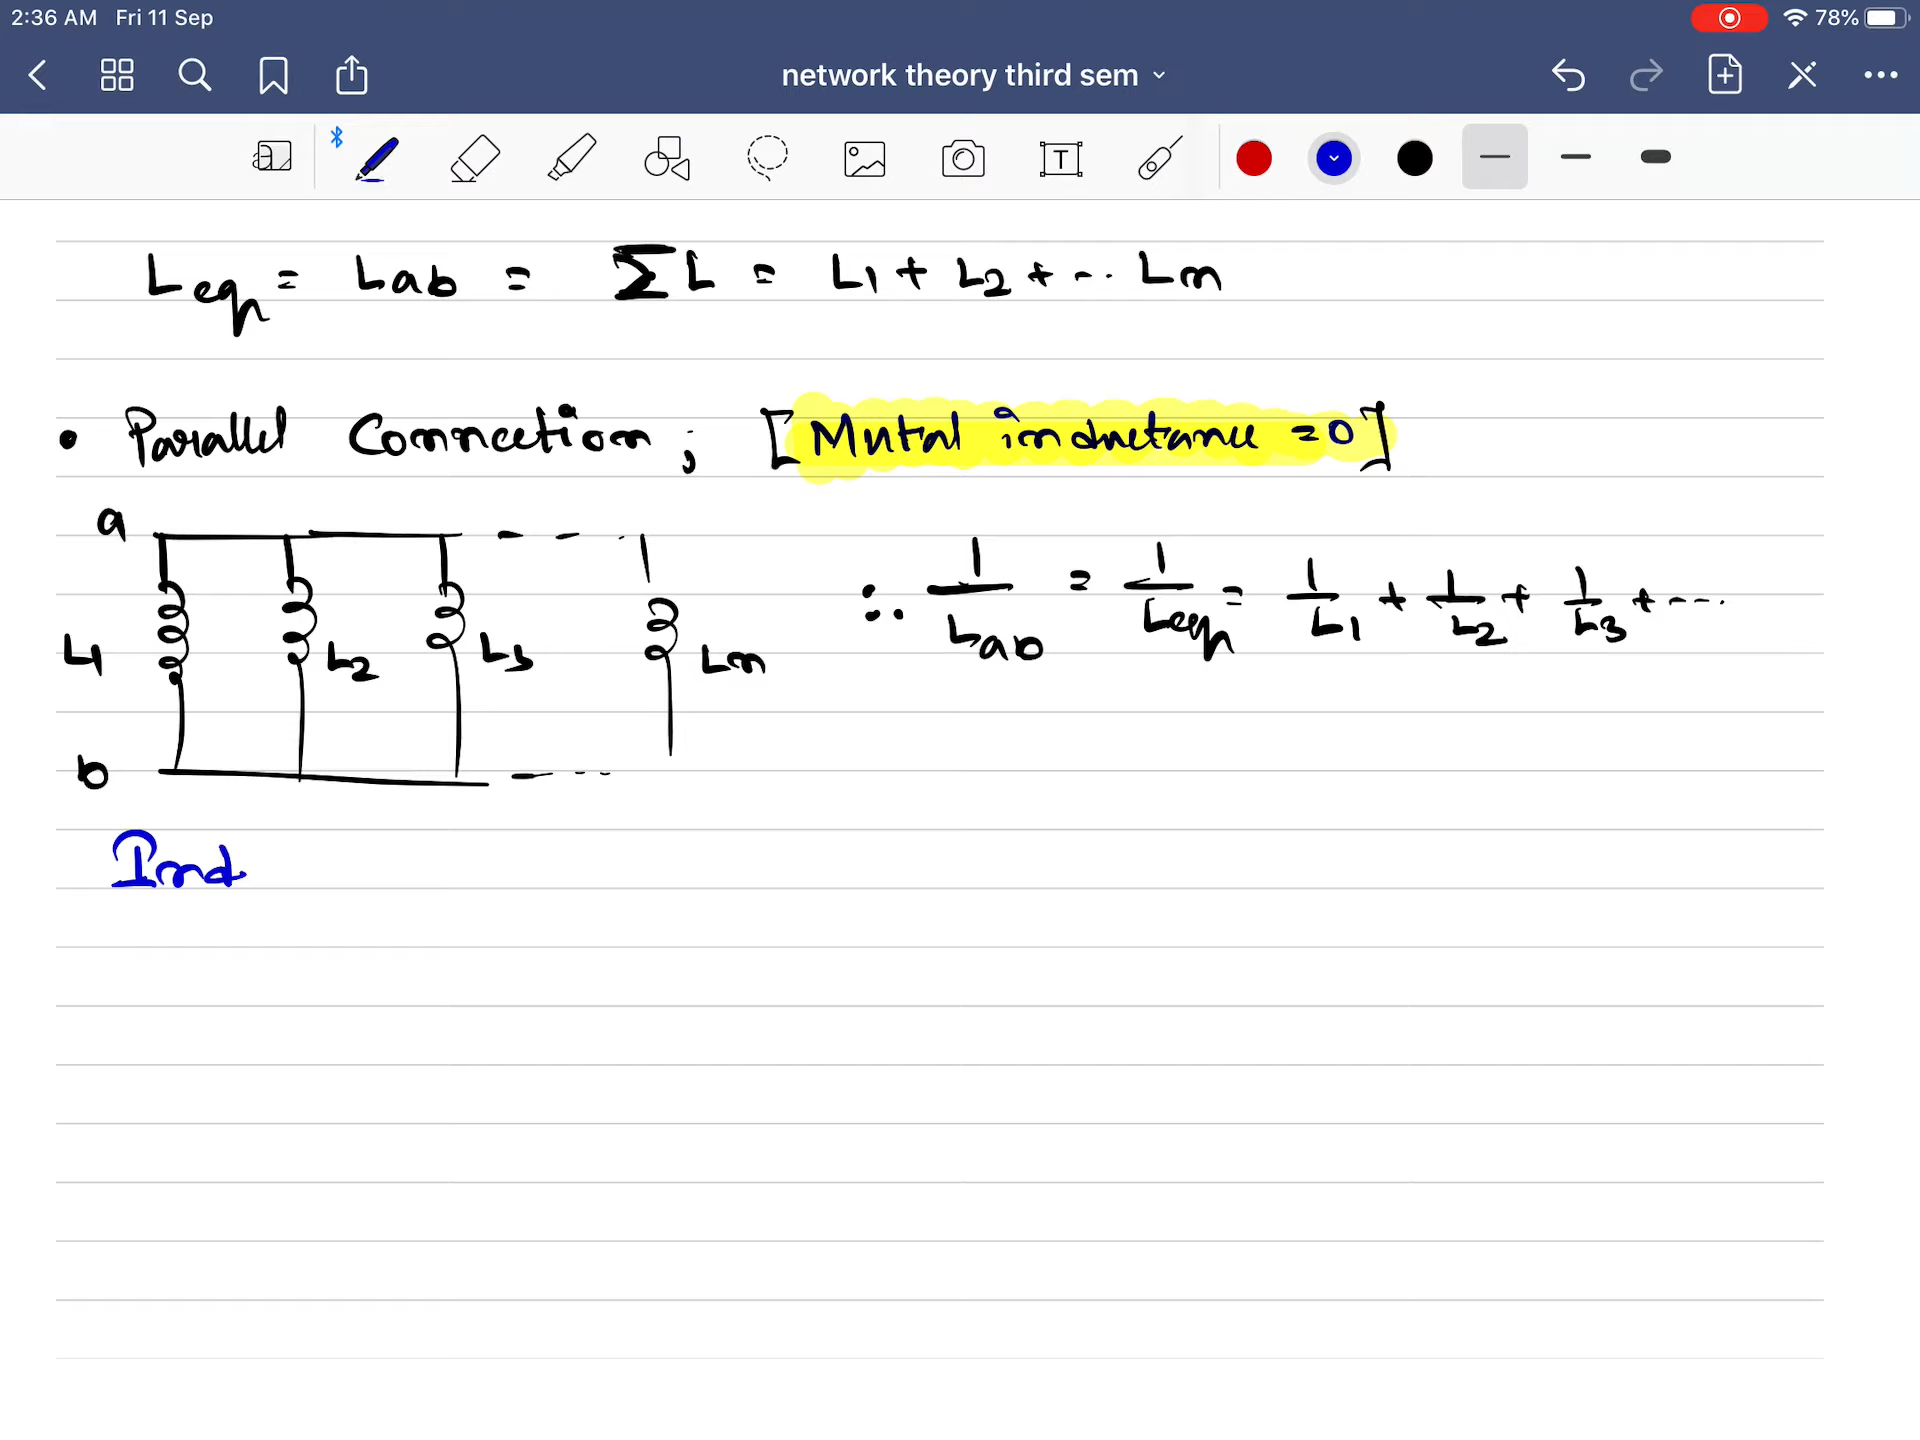 2:36 AM Fri 11 Sep 78%
network theory third sem
Leq = Lab = ΣL = L1 + L2 + -.. Ln
• Parallel Connection ; [Mutal inductance = 0]
a
∴ 1/Lab = 1/Leq = 1/L1 + 1/L2 + 1/L3 + ---.
L1 L2 L3 Ln
b
Ind